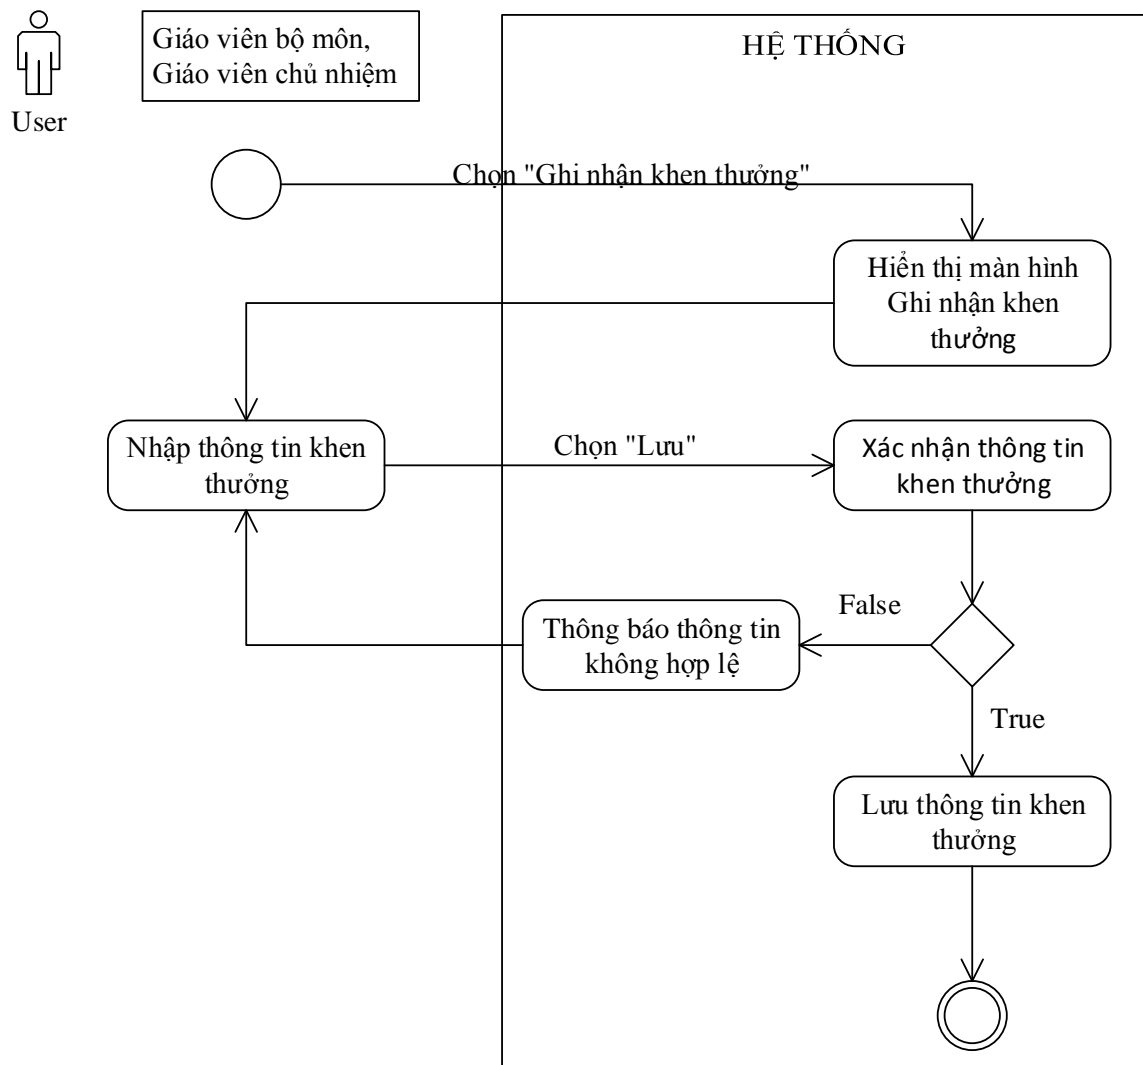 Giáo viên bộ môn,
Giáo viên chủ nhiệm
User
HỆ THỐNG
Chọn "Ghi nhận khen thưởng"
Hiển thị màn hình
Ghi nhận khen
thưởng
Nhập thông tin khen
thưởng
Chọn "Lưu"
Xác nhận thông tin
khen thưởng
False
Thông báo thông tin
không hợp lệ
True
Lưu thông tin khen
thưởng